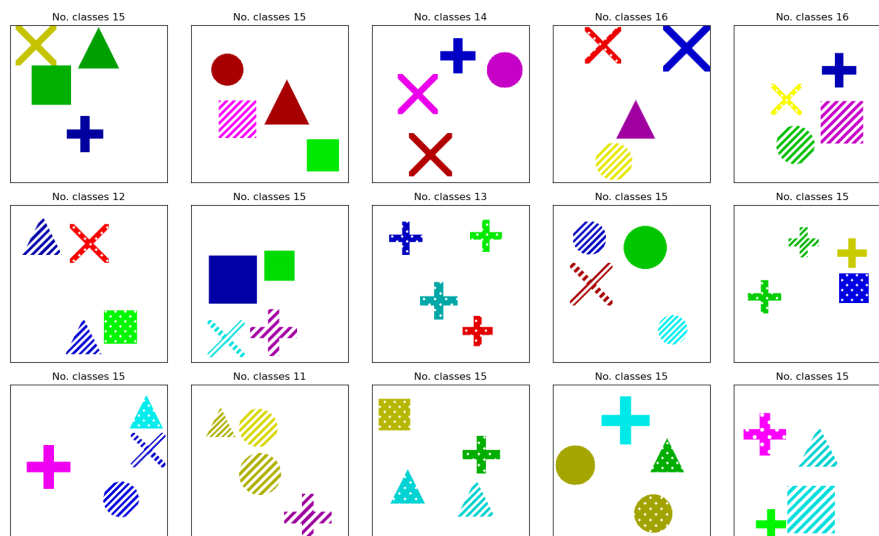 No. classes 15
No. classes 15
No. classes 14
No. classes 16
No. classes 16
No. classes 12
No. classes 15
No. classes 13
No. classes 15
No. classes 15
No. classes 15
No. classes 11
No. classes 15
No. classes 15
No. classes 15